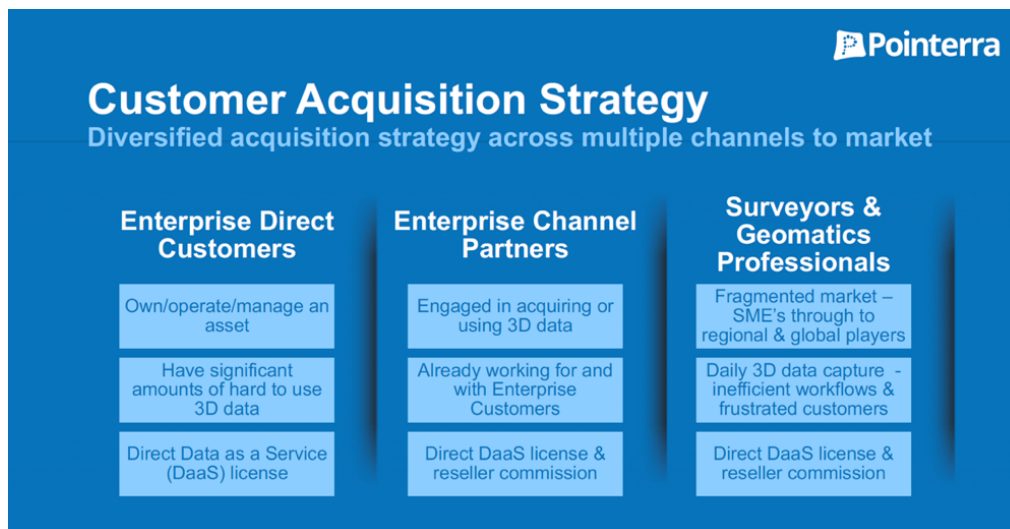 Pointerra
Customer Acquisition Strategy
Diversified acquisition strategy across multiple channels to market
Enterprise Direct
Customers
Own/operate/manage an
asset
Have significant
amounts of hard to use
3D data
Direct Data as a Service
(DaaS) license
Enterprise Channel
Partners
Engaged in acquiring or
using 3D data
Already working for and
with Enterprise
Customers
Direct DaaS license &
reseller commission
Surveyors &
Geomatics
Professionals
Fragmented market –
SME's through to
regional & global players
Daily 3D data capture -
inefficient workflows &
frustrated customers
Direct DaaS license &
reseller commission